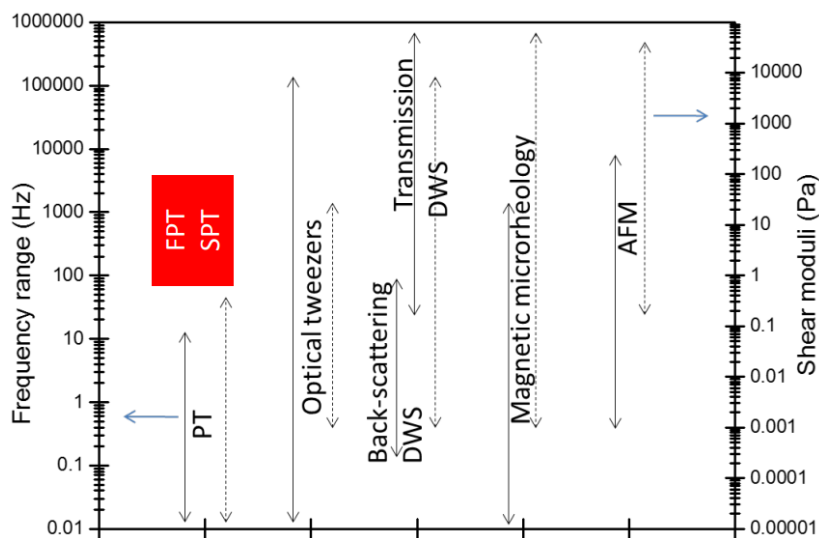 Frequency range (Hz)
1000000
100000
10000
1000
100
10
1
0.1
0.01
FPT
SPT
PT
Optical tweezers
Back-scattering
DWS
Transmission
DWS
Magnetic microrheology
AFM
10000
1000
100
10
1
0.1
0.01
0.001
0.0001
0.00001
Shear moduli (Pa)